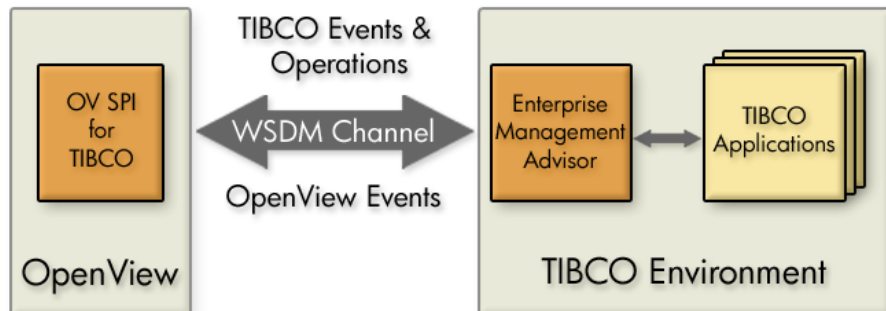 OV SPI
for
TIBCO
OpenView
TIBCO Events &
Operations
WSDM Channel
OpenView Events
Enterprise
Management
Advisor
TIBCO
Applications
TIBCO Environment